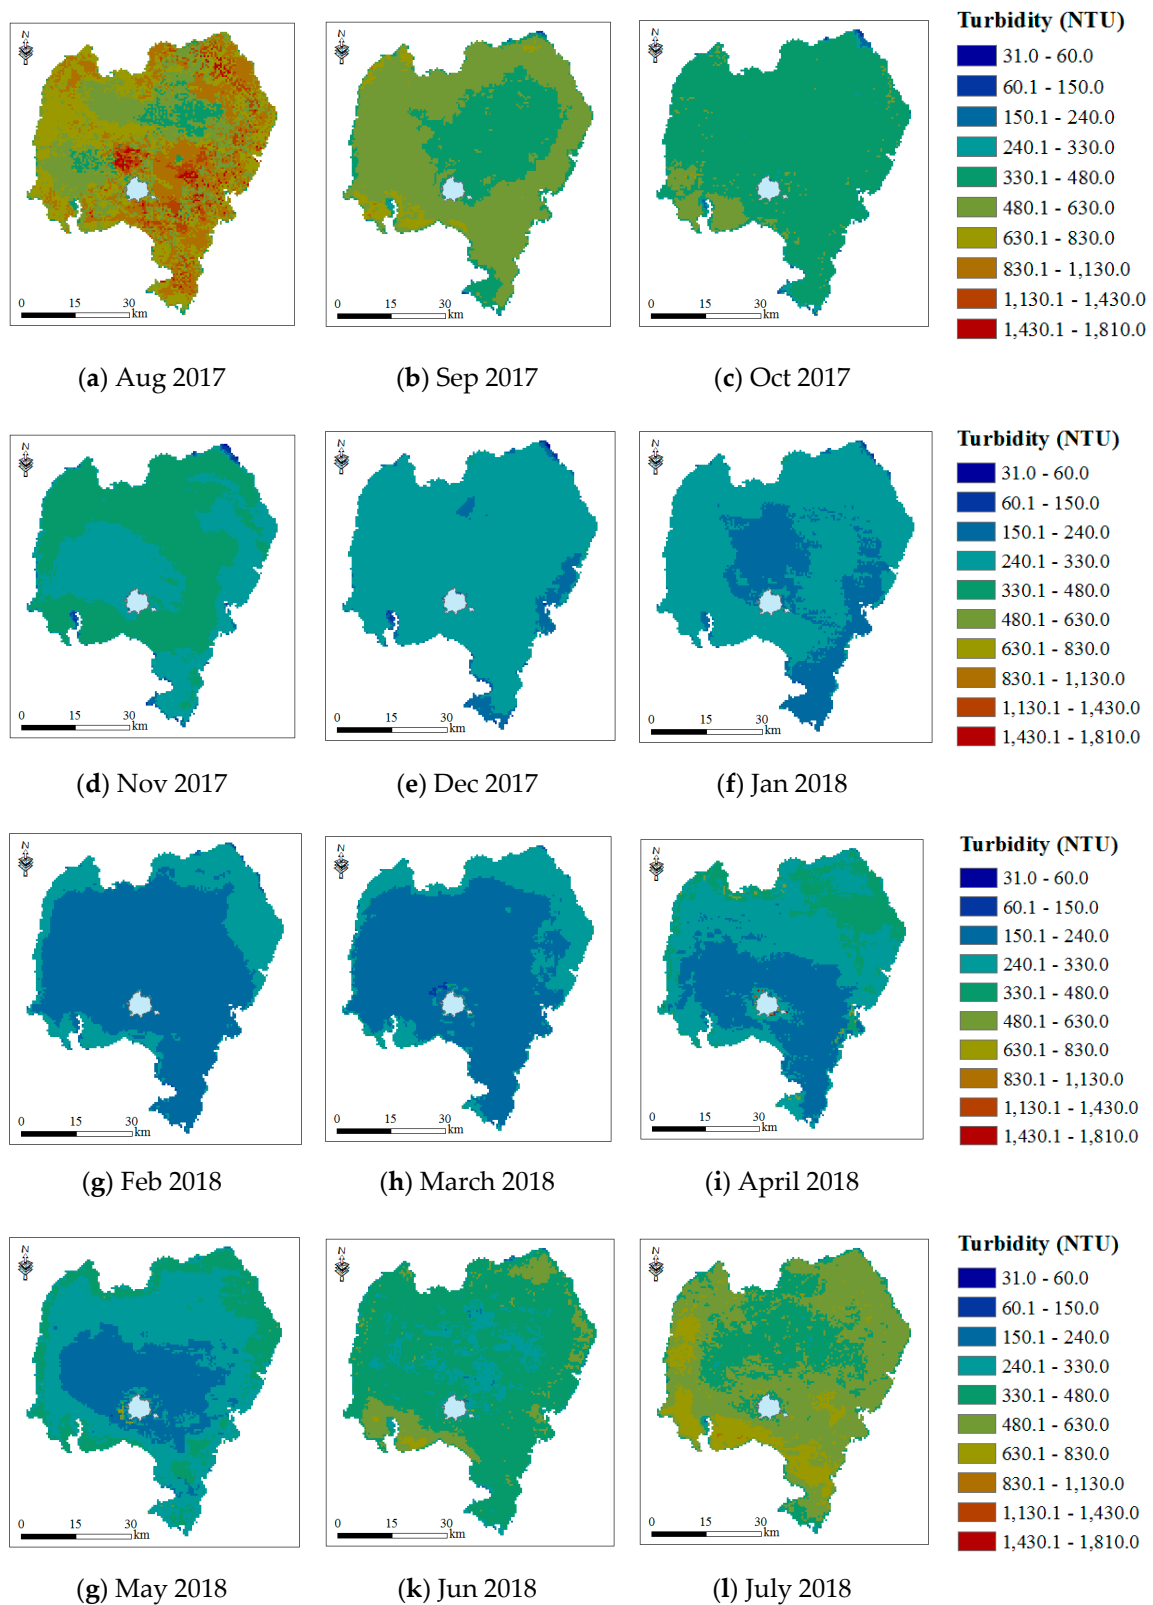 N
0 15 30
km
N
0 15 30
km
N
0 15 30
km
Turbidity (NTU)
31.0 - 60.0
60.1 - 150.0
150.1 - 240.0
240.1 - 330.0
330.1 - 480.0
480.1 - 630.0
630.1 - 830.0
830.1 - 1,130.0
1,130.1 - 1,430.0
1,430.1 - 1,810.0
(a) Aug 2017
(b) Sep 2017
(c) Oct 2017
N
0 15 30
km
N
0 15 30
km
N
0 15 30
km
Turbidity (NTU)
31.0 - 60.0
60.1 - 150.0
150.1 - 240.0
240.1 - 330.0
330.1 - 480.0
480.1 - 630.0
630.1 - 830.0
830.1 - 1,130.0
1,130.1 - 1,430.0
1,430.1 - 1,810.0
(d) Nov 2017
(e) Dec 2017
(f) Jan 2018
N
0 15 30
km
N
0 15 30
km
N
0 15 30
km
Turbidity (NTU)
31.0 - 60.0
60.1 - 150.0
150.1 - 240.0
240.1 - 330.0
330.1 - 480.0
480.1 - 630.0
630.1 - 830.0
830.1 - 1,130.0
1,130.1 - 1,430.0
1,430.1 - 1,810.0
(g) Feb 2018
(h) March 2018
(i) April 2018
N
0 15 30
km
N
0 15 30
km
N
0 15 30
km
Turbidity (NTU)
31.0 - 60.0
60.1 - 150.0
150.1 - 240.0
240.1 - 330.0
330.1 - 480.0
480.1 - 630.0
630.1 - 830.0
830.1 - 1,130.0
1,130.1 - 1,430.0
1,430.1 - 1,810.0
(g) May 2018
(k) Jun 2018
(l) July 2018